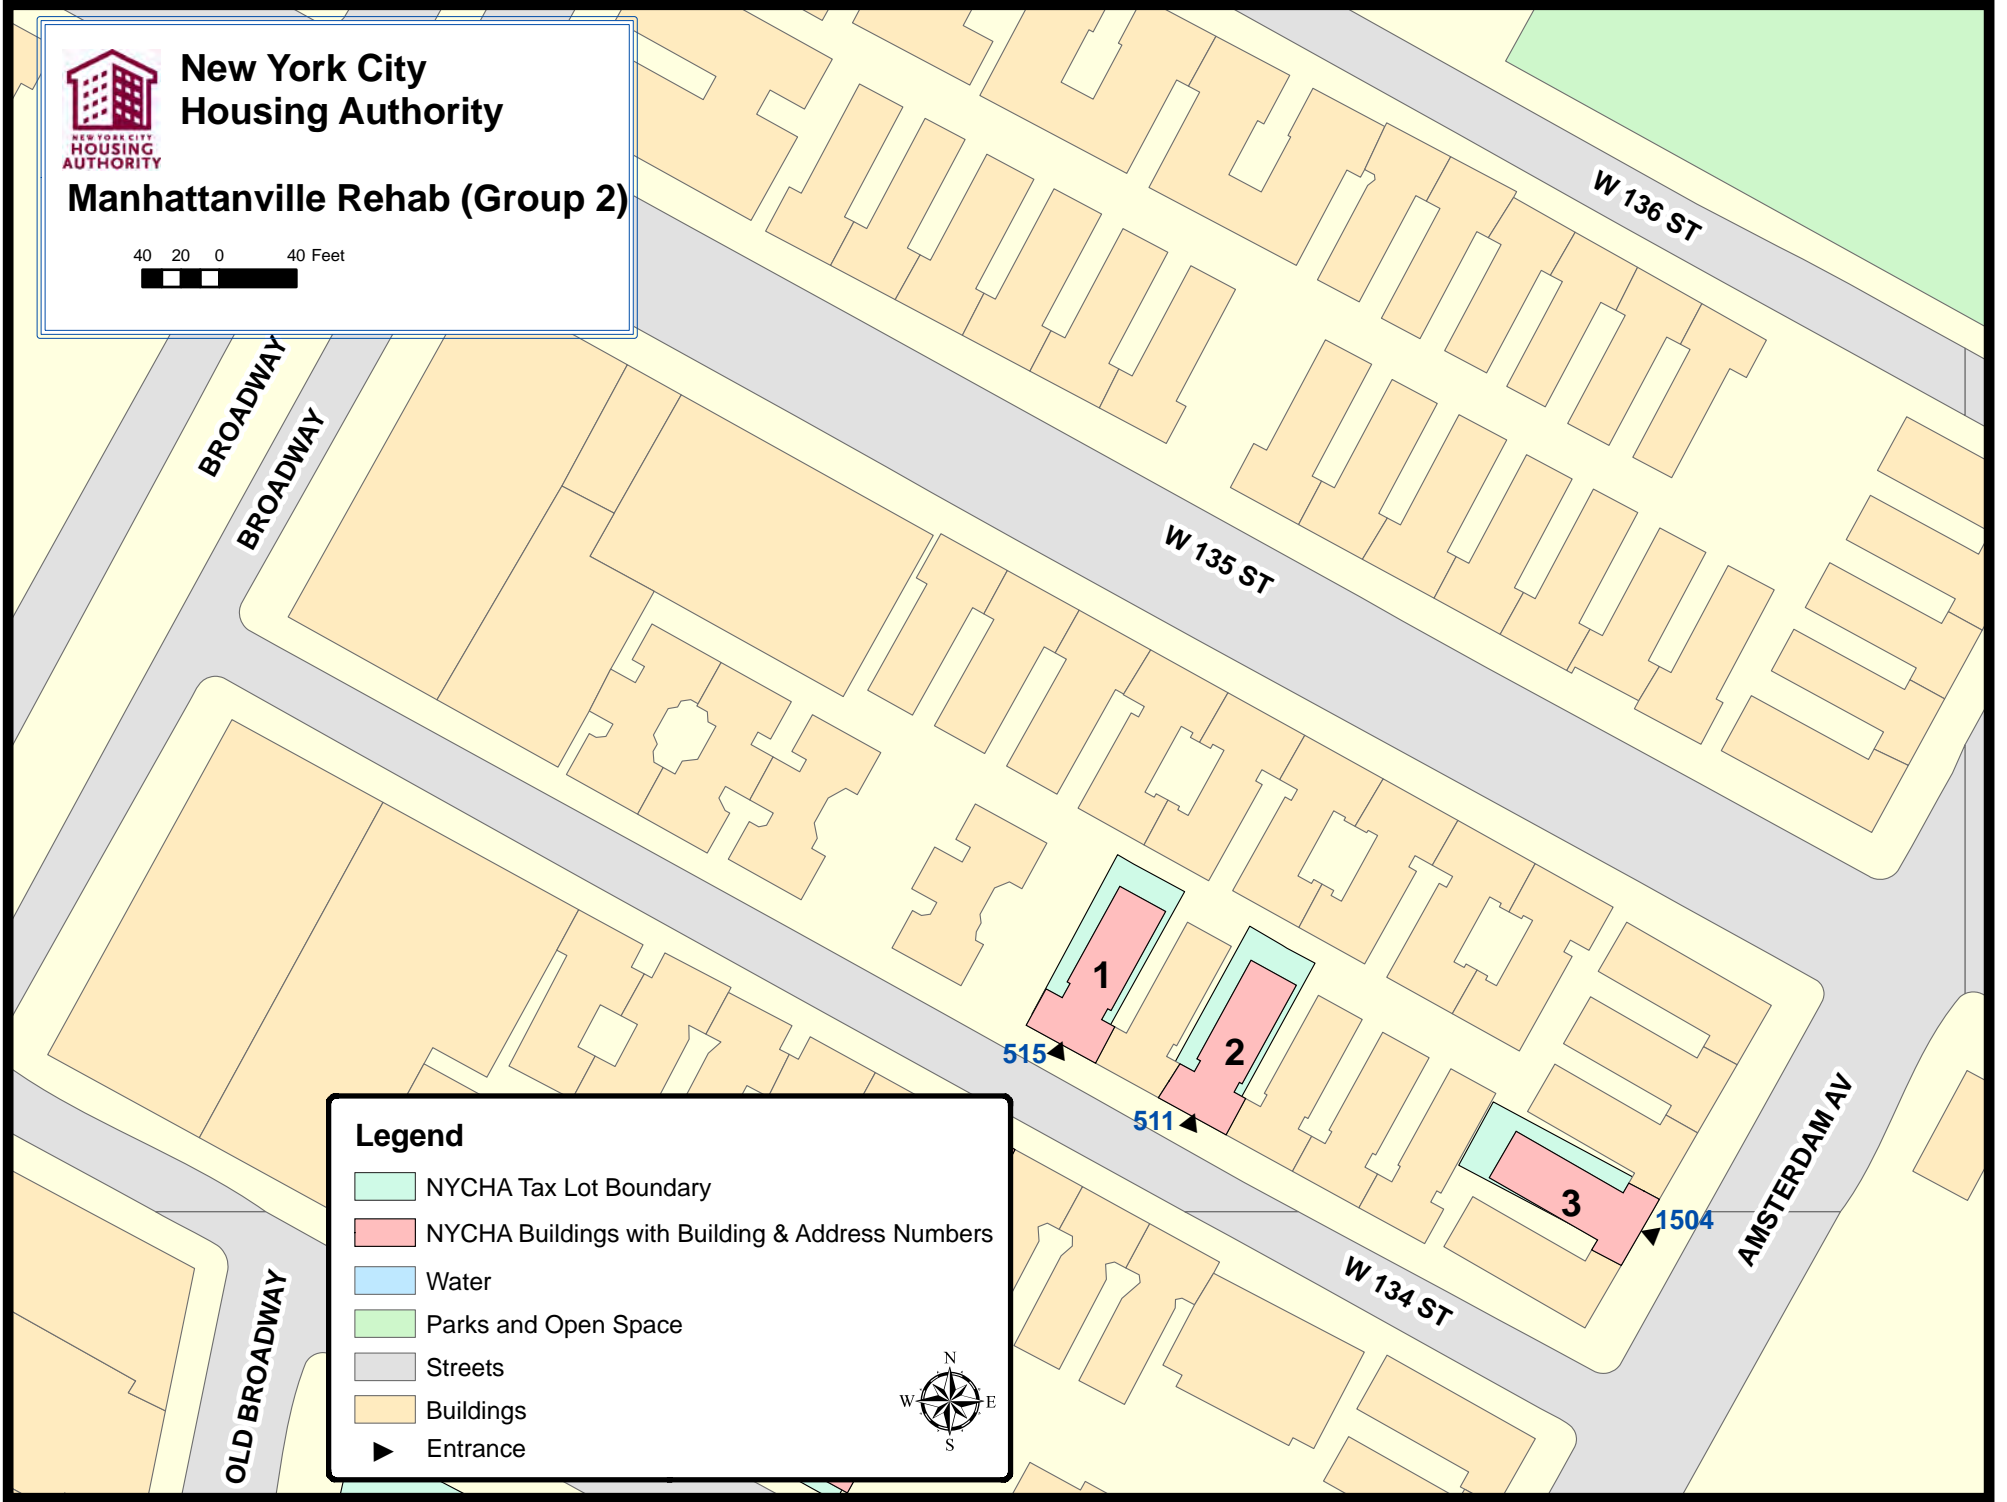 New York City
Housing Authority
NEW YORK CITY
HOUSING
AUTHORITY
Manhattanville Rehab (Group 2)
40 20 0 40 Feet
W 136 ST
BROADWAY
BROADWAY
W 135 ST
1
515
2
511
3
1504
AMSTERDAM AV
W 134 ST
OLD BROADWAY
Legend
NYCHA Tax Lot Boundary
NYCHA Buildings with Building & Address Numbers
Water
Parks and Open Space
Streets
Buildings
Entrance
N
W E
S